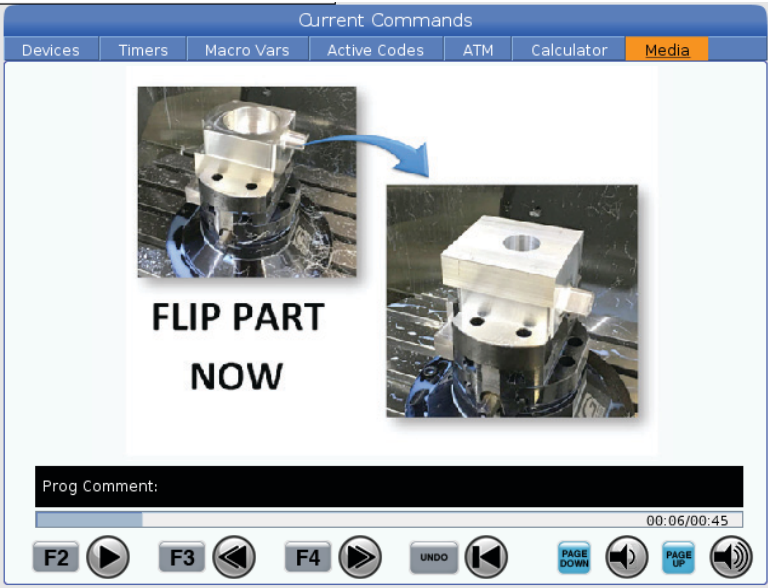 Current Commands
Devices Timers Macro Vars Active Codes ATM Calculator Media
FLIP PART
NOW
Prog Comment:
00:06/00:45
F2 F3 F4 UNDO PAGE DOWN PAGE UP